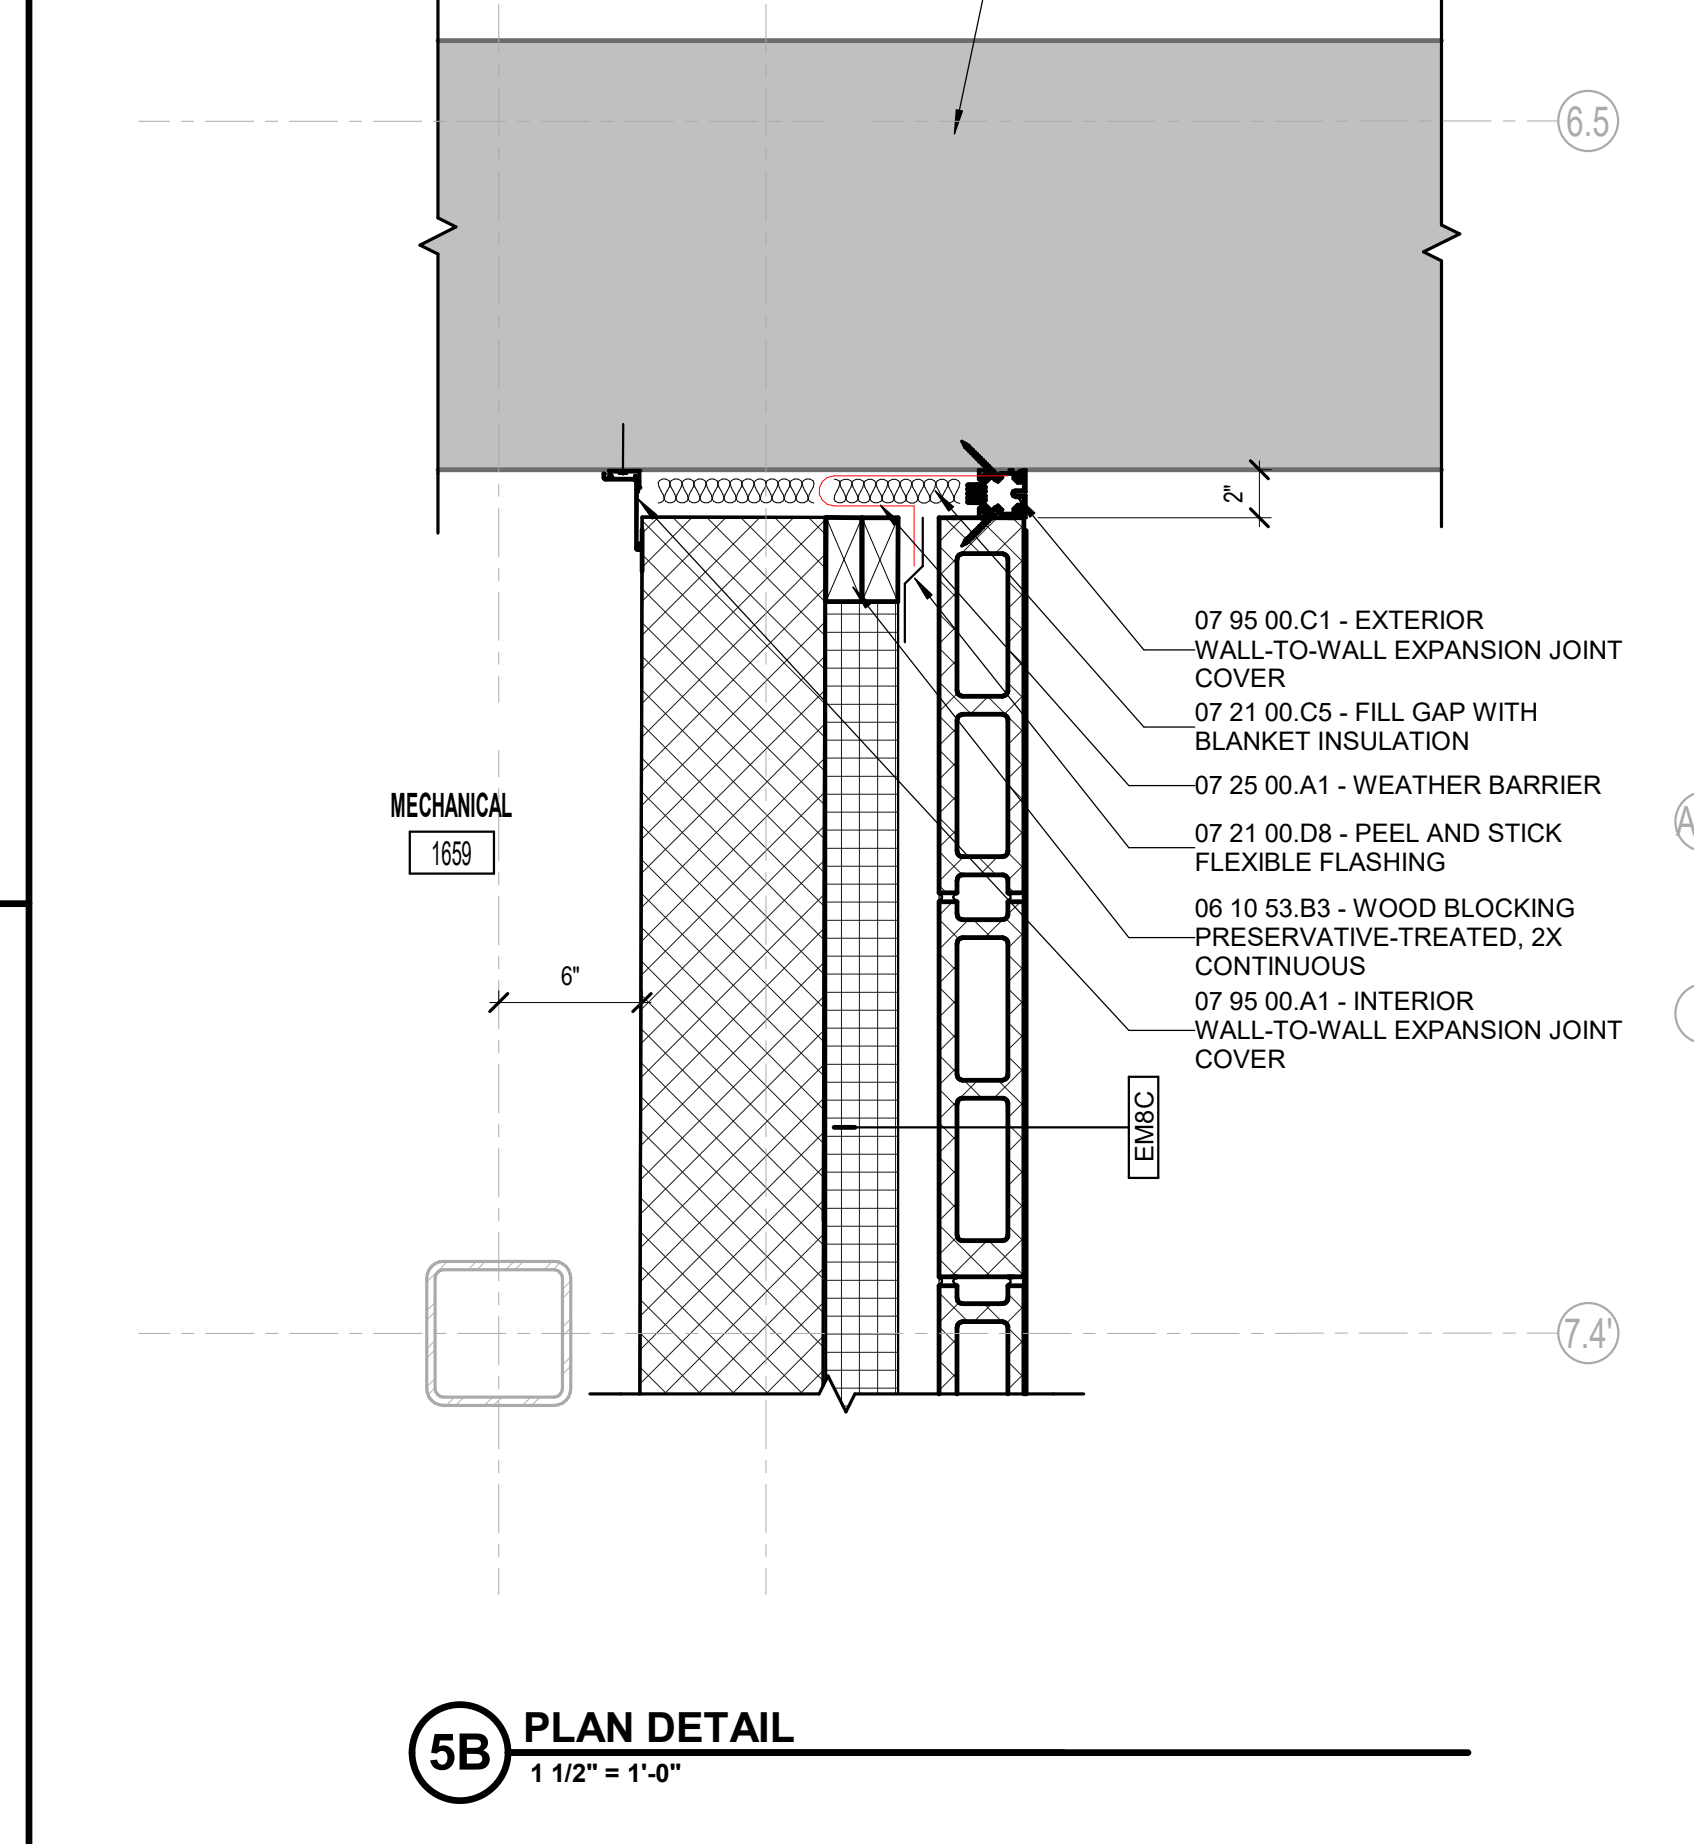 6.5
2"
07 95 00.C1 - EXTERIOR
WALL-TO-WALL EXPANSION JOINT
COVER
07 21 00.C5 - FILL GAP WITH
BLANKET INSULATION
07 25 00.A1 - WEATHER BARRIER
07 21 00.D8 - PEEL AND STICK
FLEXIBLE FLASHING
06 10 53.B3 - WOOD BLOCKING
PRESERVATIVE-TREATED, 2X
CONTINUOUS
07 95 00.A1 - INTERIOR
WALL-TO-WALL EXPANSION JOINT
COVER
MECHANICAL
1659
A
6"
EM8C
7.4'
5B
PLAN DETAIL
1 1/2" = 1'-0"